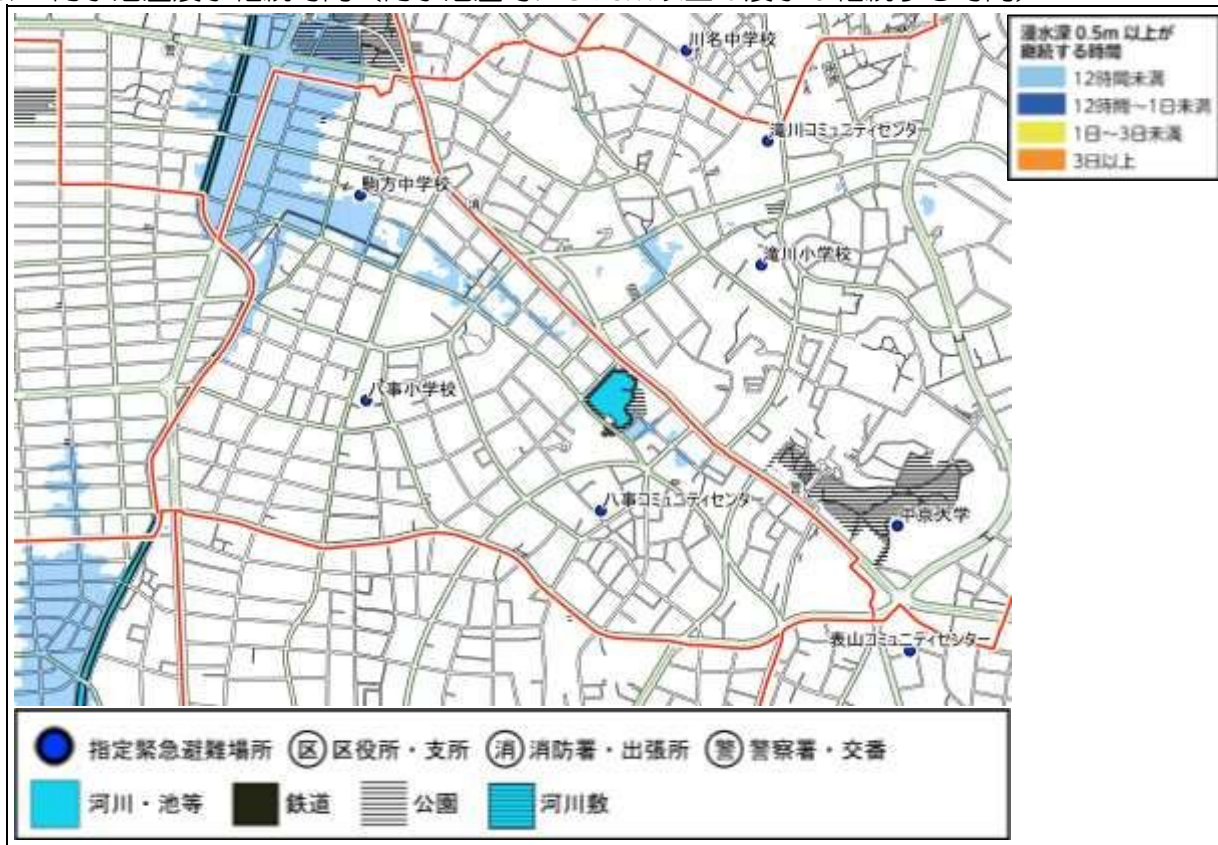 川名中学校
浸水深 0.5m 以上が
継続する時間
12時間未満
12時間～1日未満
1日～3日未満
3日以上
滝川コミュニティセンター
駒方中学校
消
滝川小学校
八事小学校
八事コミュニティセンター
中京大学
表山コミュニティセンター
指定緊急避難場所 区 区役所・支所 消 消防署・出張所 警 警察署・交番
河川・池等 鉄道 公園 河川敷